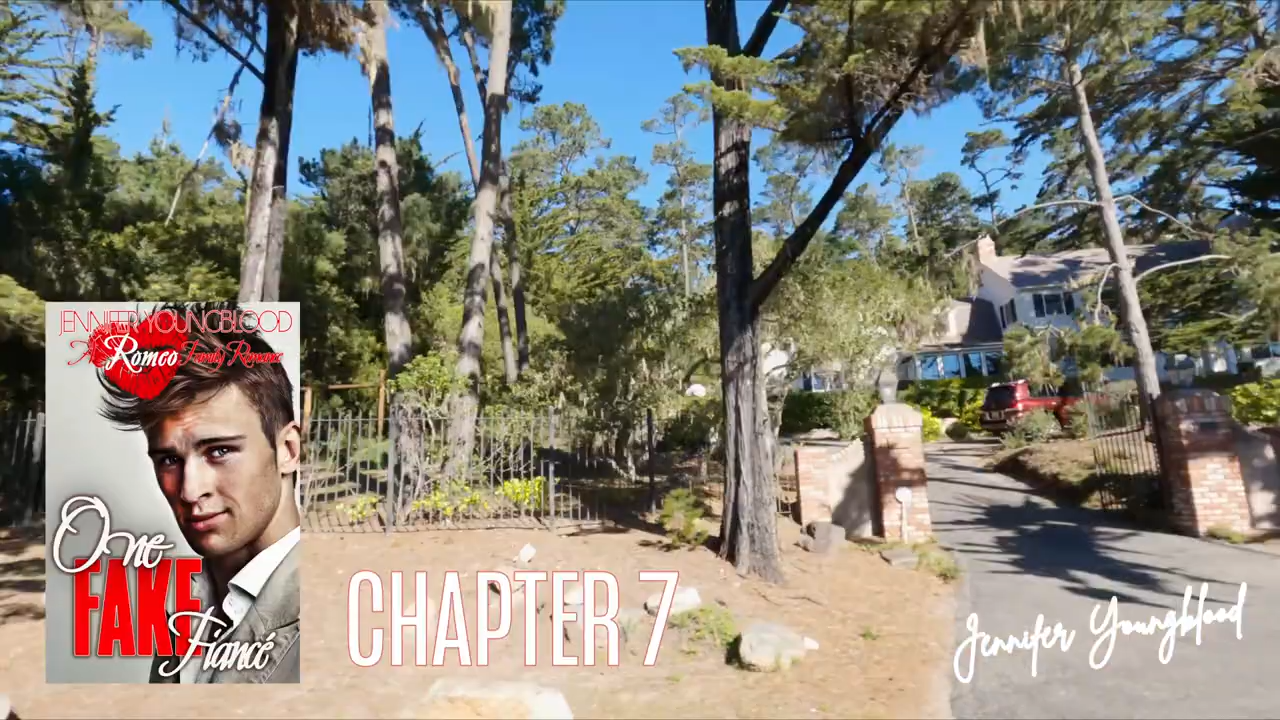 JENNIFER YOUNGBLOOD
A Romeo Family Romance
One
FAKE
Fiancé
CHAPTER 7
Jennifer Youngblood